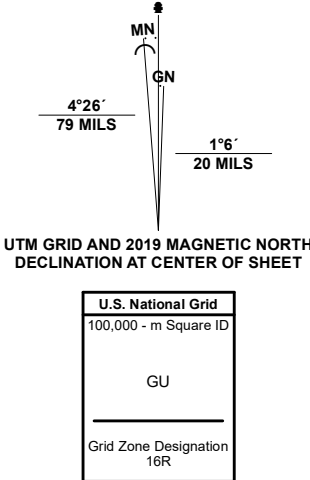 MN
GN
4°26´
79 MILS
1°6´
20 MILS
UTM GRID AND 2019 MAGNETIC NORTH
DECLINATION AT CENTER OF SHEET
U.S. National Grid
100,000 - m Square ID
GU
Grid Zone Designation
16R